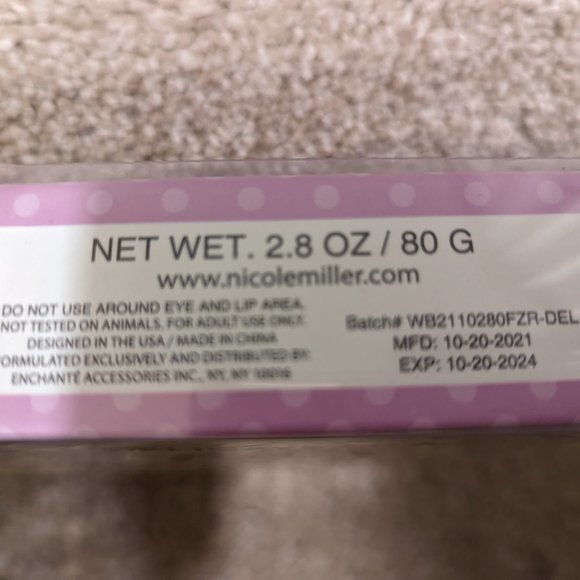 NET WET. 2.8 OZ / 80 G
www.nicolemiller.com
DO NOT USE AROUND EYE AND LIP AREA.
NOT TESTED ON ANIMALS. FOR ADULT USE ONLY.
DESIGNED IN THE USA / MADE IN CHINA
FORMULATED EXCLUSIVELY AND DISTRIBUTED BY:
ENCHANTÉ ACCESSORIES INC., NY, NY 10016
Batch# WB2110280FZR-DEL
MFD: 10-20-2021
EXP: 10-20-2024